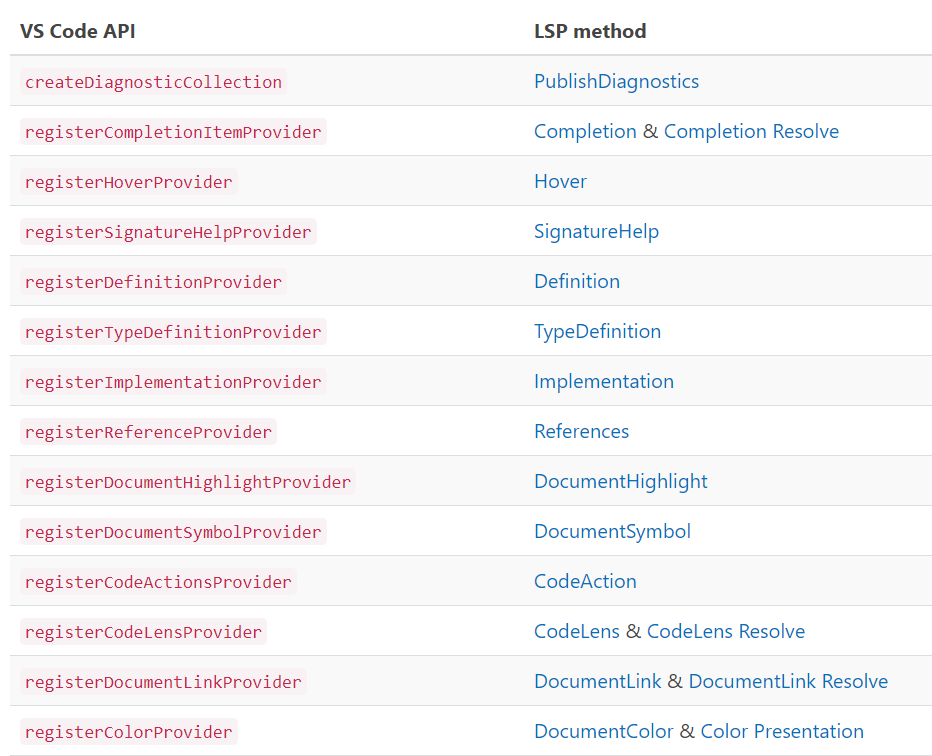 VS Code API LSP method
createDiagnosticCollection PublishDiagnostics
registerCompletionItemProvider Completion & Completion Resolve
registerHoverProvider Hover
registerSignatureHelpProvider SignatureHelp
registerDefinitionProvider Definition
registerTypeDefinitionProvider TypeDefinition
registerImplementationProvider Implementation
registerReferenceProvider References
registerDocumentHighlightProvider DocumentHighlight
registerDocumentSymbolProvider DocumentSymbol
registerCodeActionsProvider CodeAction
registerCodeLensProvider CodeLens & CodeLens Resolve
registerDocumentLinkProvider DocumentLink & DocumentLink Resolve
registerColorProvider DocumentColor & Color Presentation